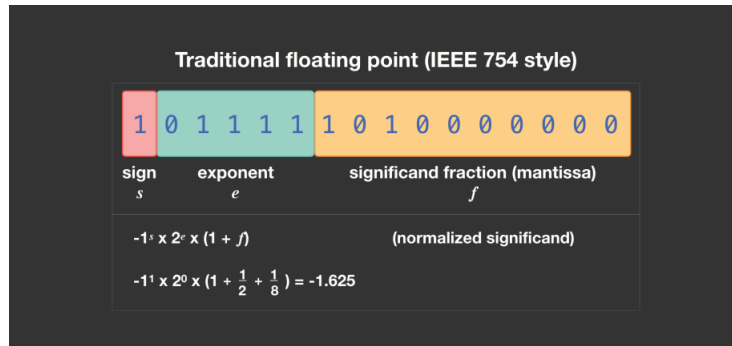 Traditional floating point (IEEE 754 style)
1 0 1 1 1 1 1 0 1 0 0 0 0 0 0 0
sign exponent significand fraction (mantissa)
s e f
-1ˢ x 2ᵉ x (1 + f) (normalized significand)
-1¹ x 2⁰ x (1 + 1/2 + 1/8 ) = -1.625